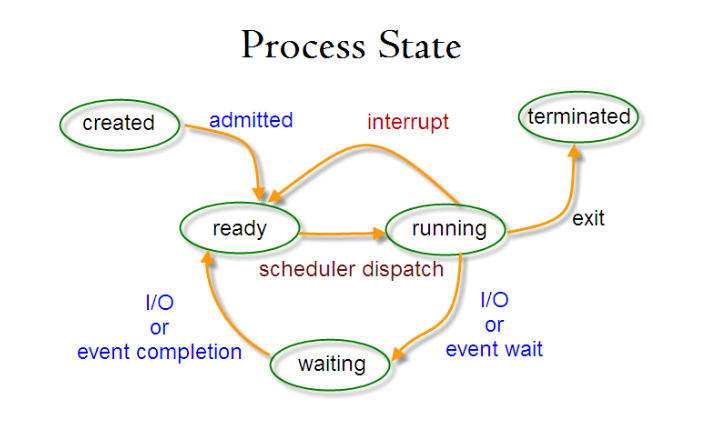 Process State
created
admitted
interrupt
terminated
ready
running
exit
scheduler dispatch
I/O
or
event completion
I/O
or
event wait
waiting